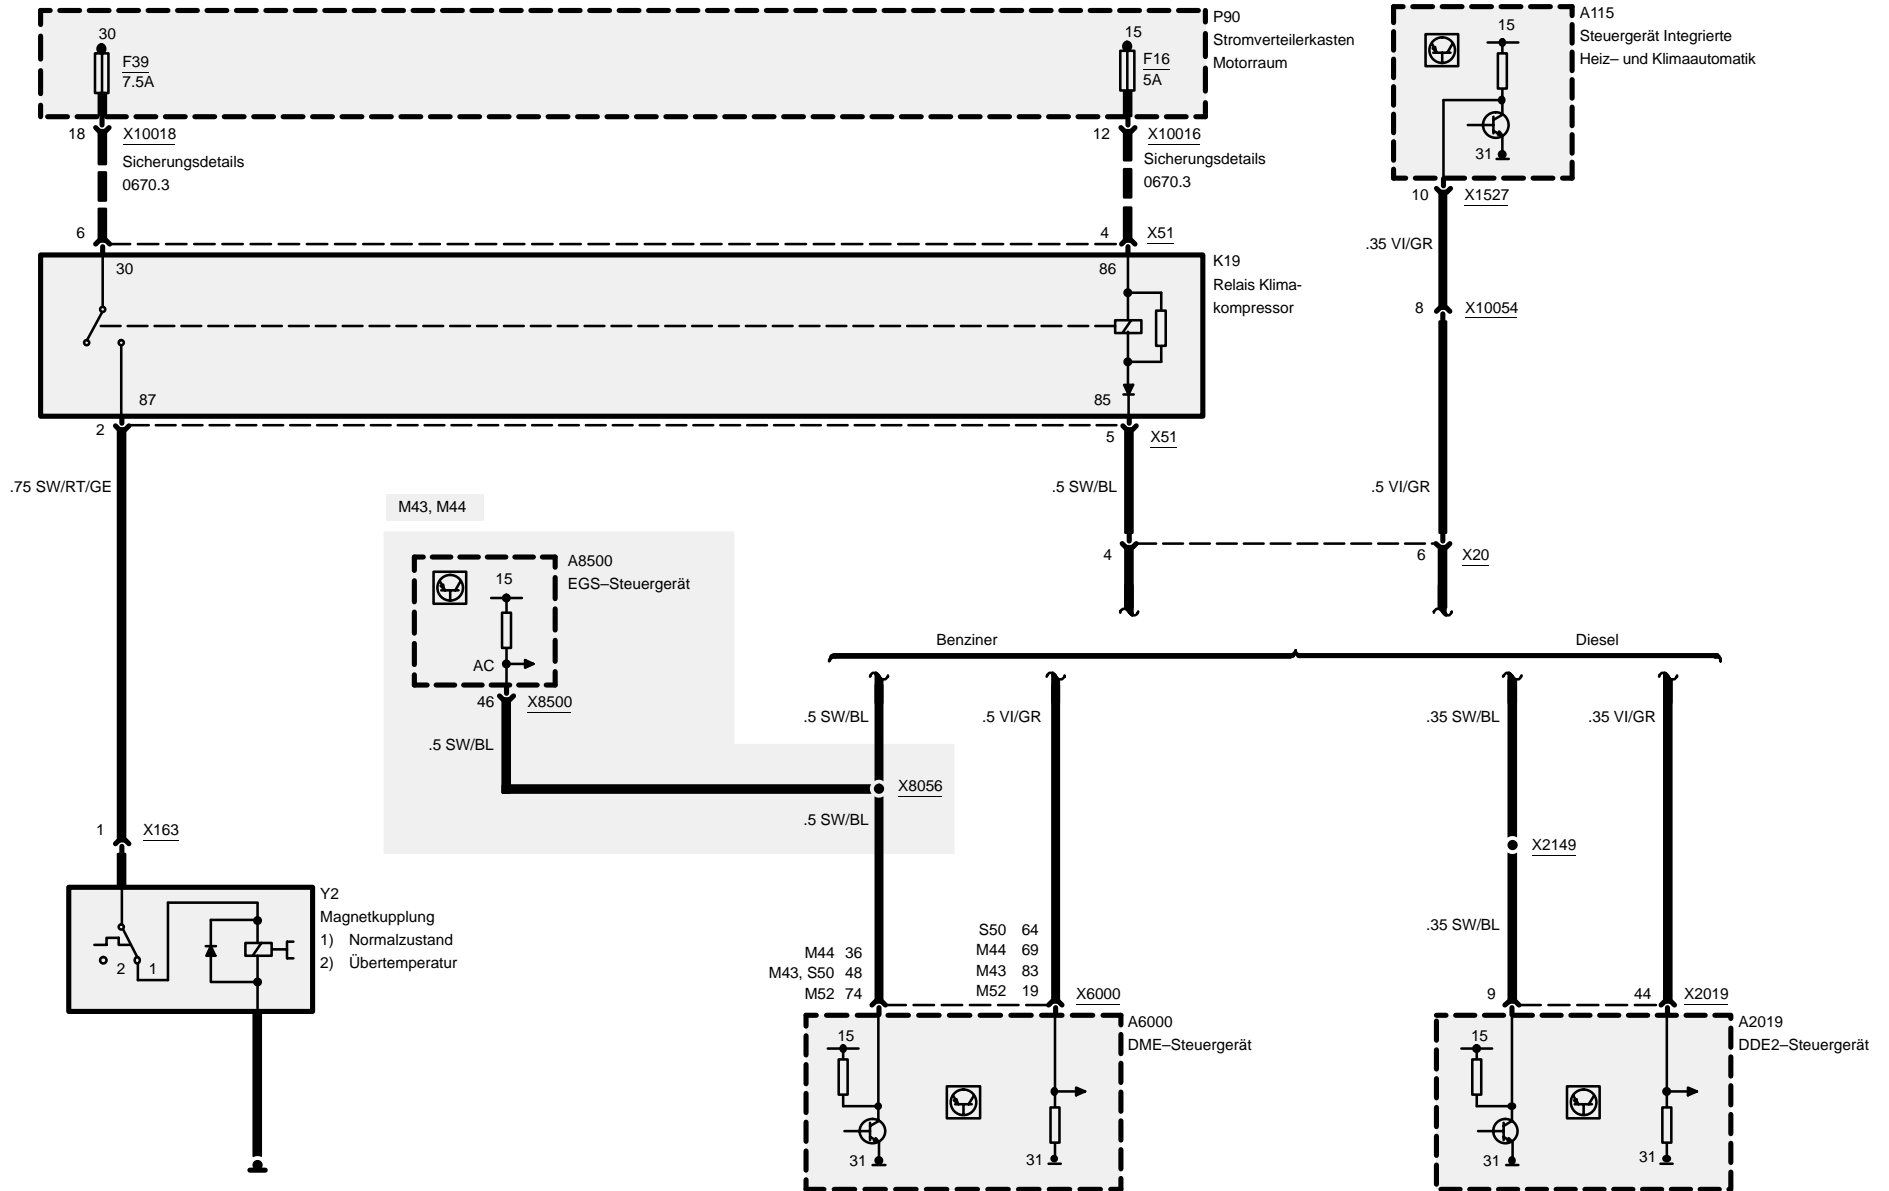 30
F39
7.5A
15
F16
5A
P90
Stromverteilerkasten
Motorraum
15
31
A115
Steuergerät Integrierte
Heiz– und Klimaautomatik
18
X10018
Sicherungsdetails
0670.3
12
X10016
Sicherungsdetails
0670.3
10
X1527
.35 VI/GR
6
4
X51
30
86
K19
Relais Klima-
kompressor
8
X10054
87
85
2
5
X51
.75 SW/RT/GE
.5 SW/BL
.5 VI/GR
M43, M44
4
6
X20
A8500
EGS–Steuergerät
15
AC
46
X8500
.5 SW/BL
Benziner
Diesel
.5 SW/BL
.5 VI/GR
.35 SW/BL
.35 VI/GR
X8056
.5 SW/BL
1
X163
X2149
.35 SW/BL
Y2
Magnetkupplung
1) Normalzustand
2) Übertemperatur
2
1
M44 36
M43, S50 48
M52 74
S50 64
M44 69
M43 83
M52 19
X6000
9
44
X2019
A6000
DME–Steuergerät
15
31
31
A2019
DDE2–Steuergerät
15
31
31